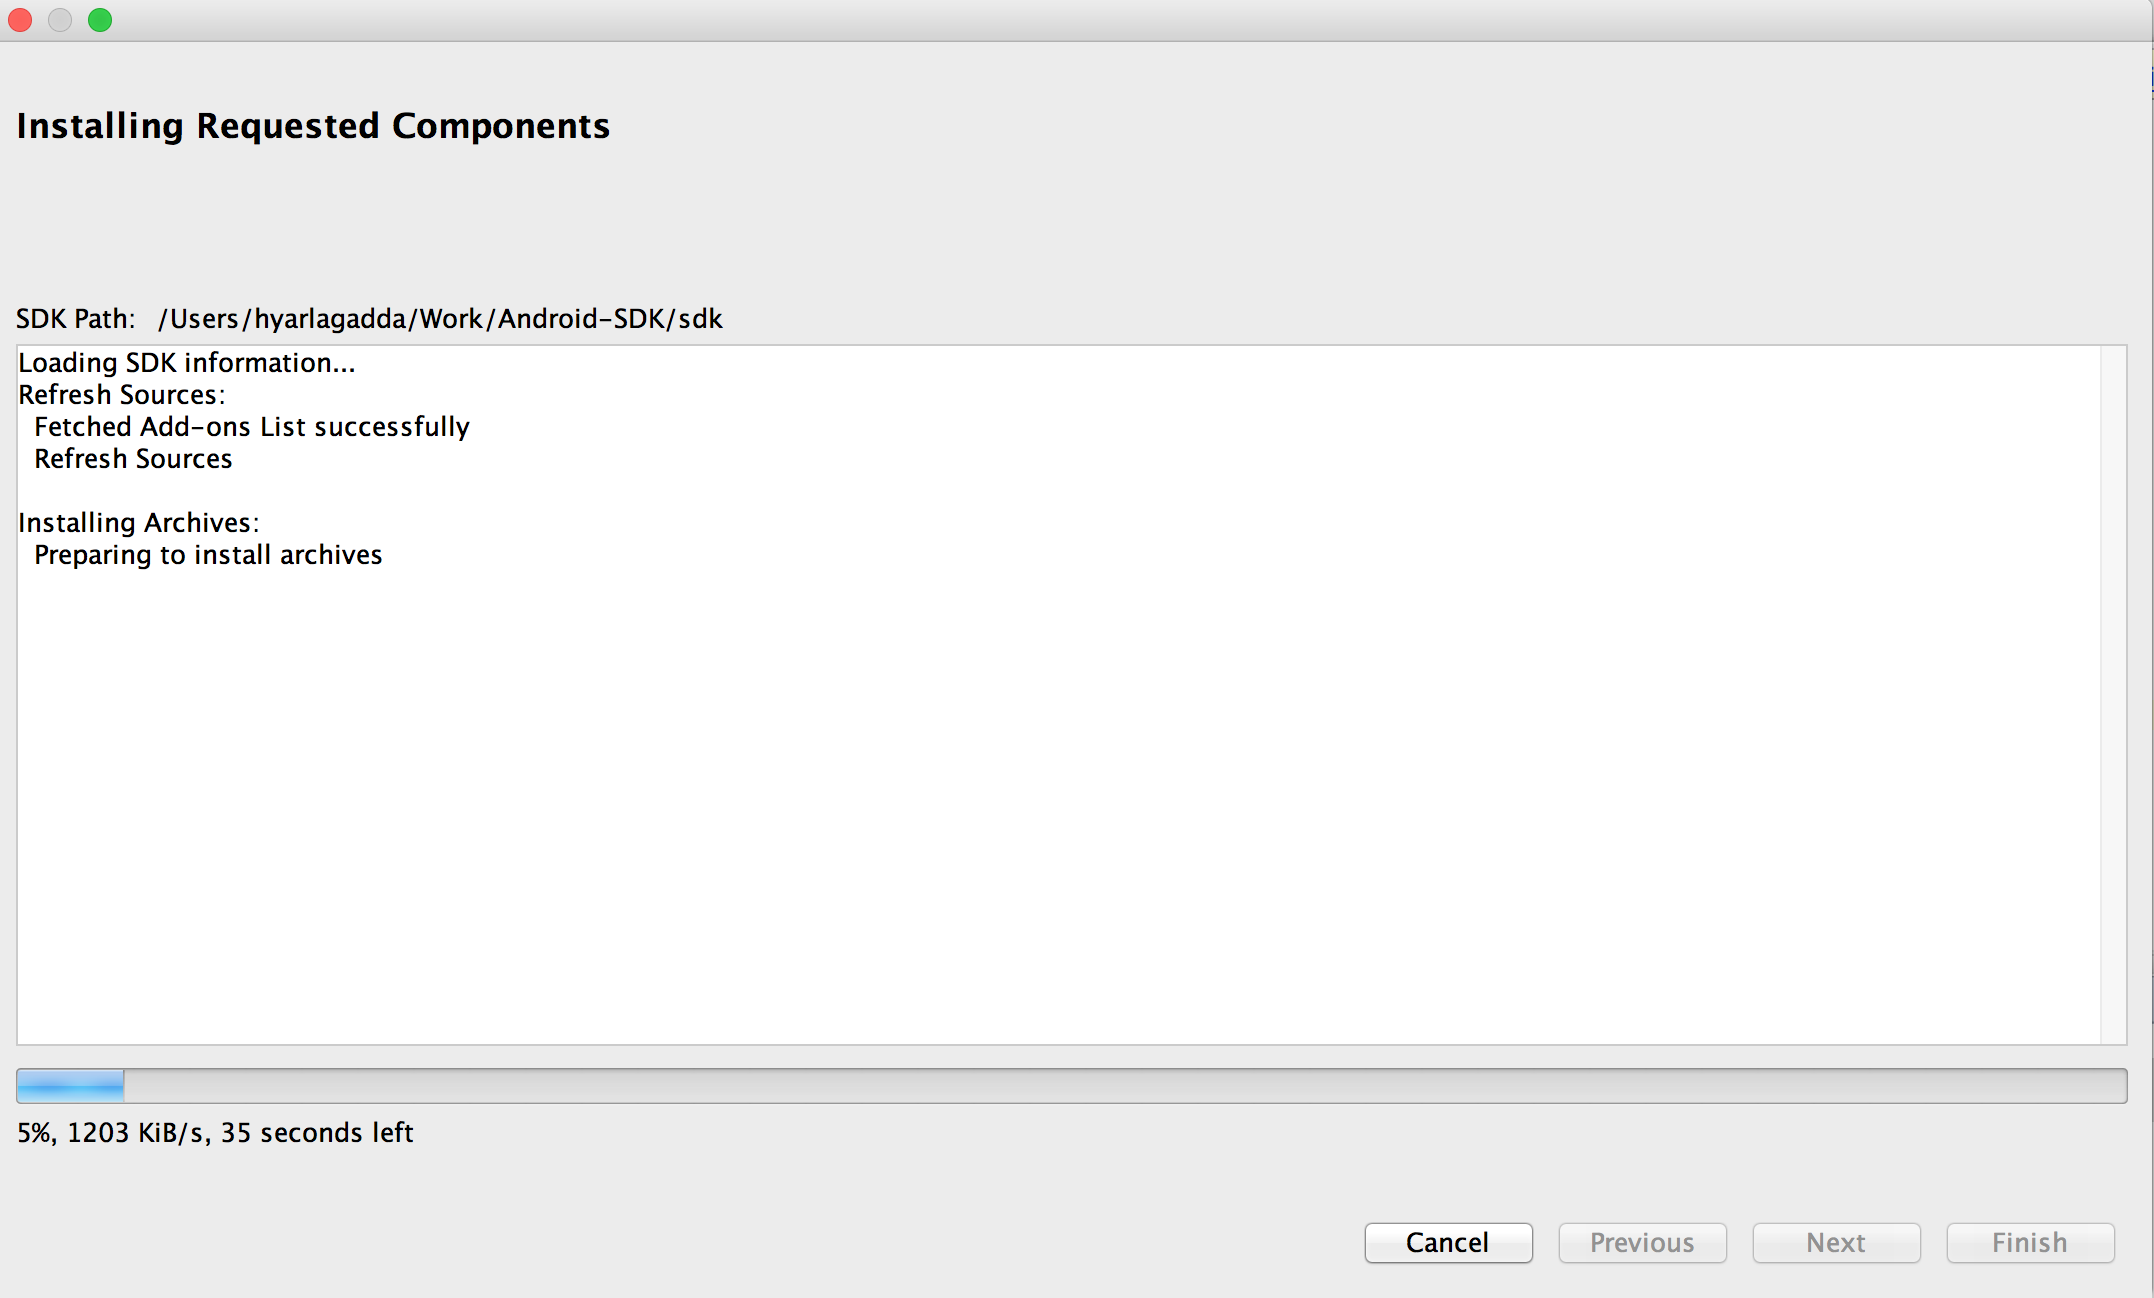 Installing Requested Components
SDK Path: /Users/hyarlagadda/Work/Android-SDK/sdk
Loading SDK information...
Refresh Sources:
Fetched Add-ons List successfully
Refresh Sources
Installing Archives:
Preparing to install archives
5%, 1203 KiB/s, 35 seconds left
Cancel Previous Next Finish